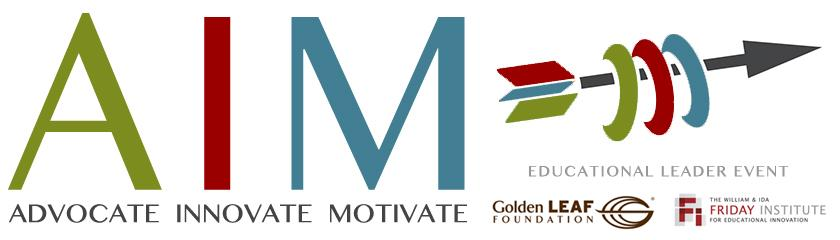 AIM
ADVOCATE INNOVATE MOTIVATE
EDUCATIONAL LEADER EVENT
Golden LEAF
FOUNDATION
®
Fi
THE WILLIAM & IDA
FRIDAY INSTITUTE
FOR EDUCATIONAL INNOVATION